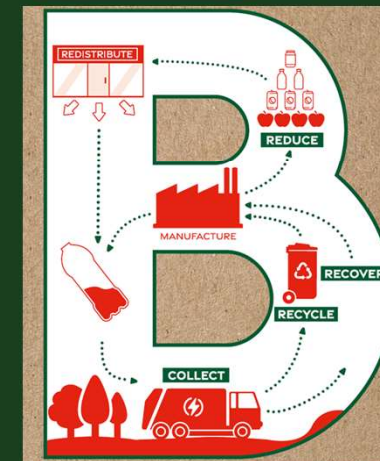 REDISTRIBUTE
REDUCE
MANUFACTURE
RECOVER
RECYCLE
COLLECT